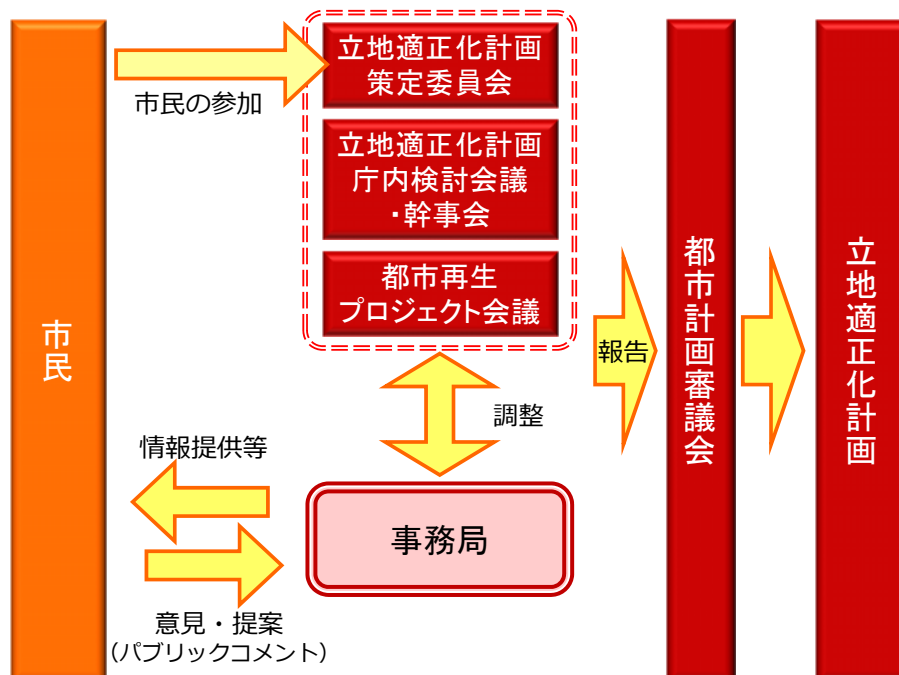 市民
市民の参加
立地適正化計画
策定委員会
立地適正化計画
庁内検討会議
・幹事会
都市再生
プロジェクト会議
調整
情報提供等
事務局
意見・提案
(パブリックコメント)
報告
都市計画審議会
立地適正化計画